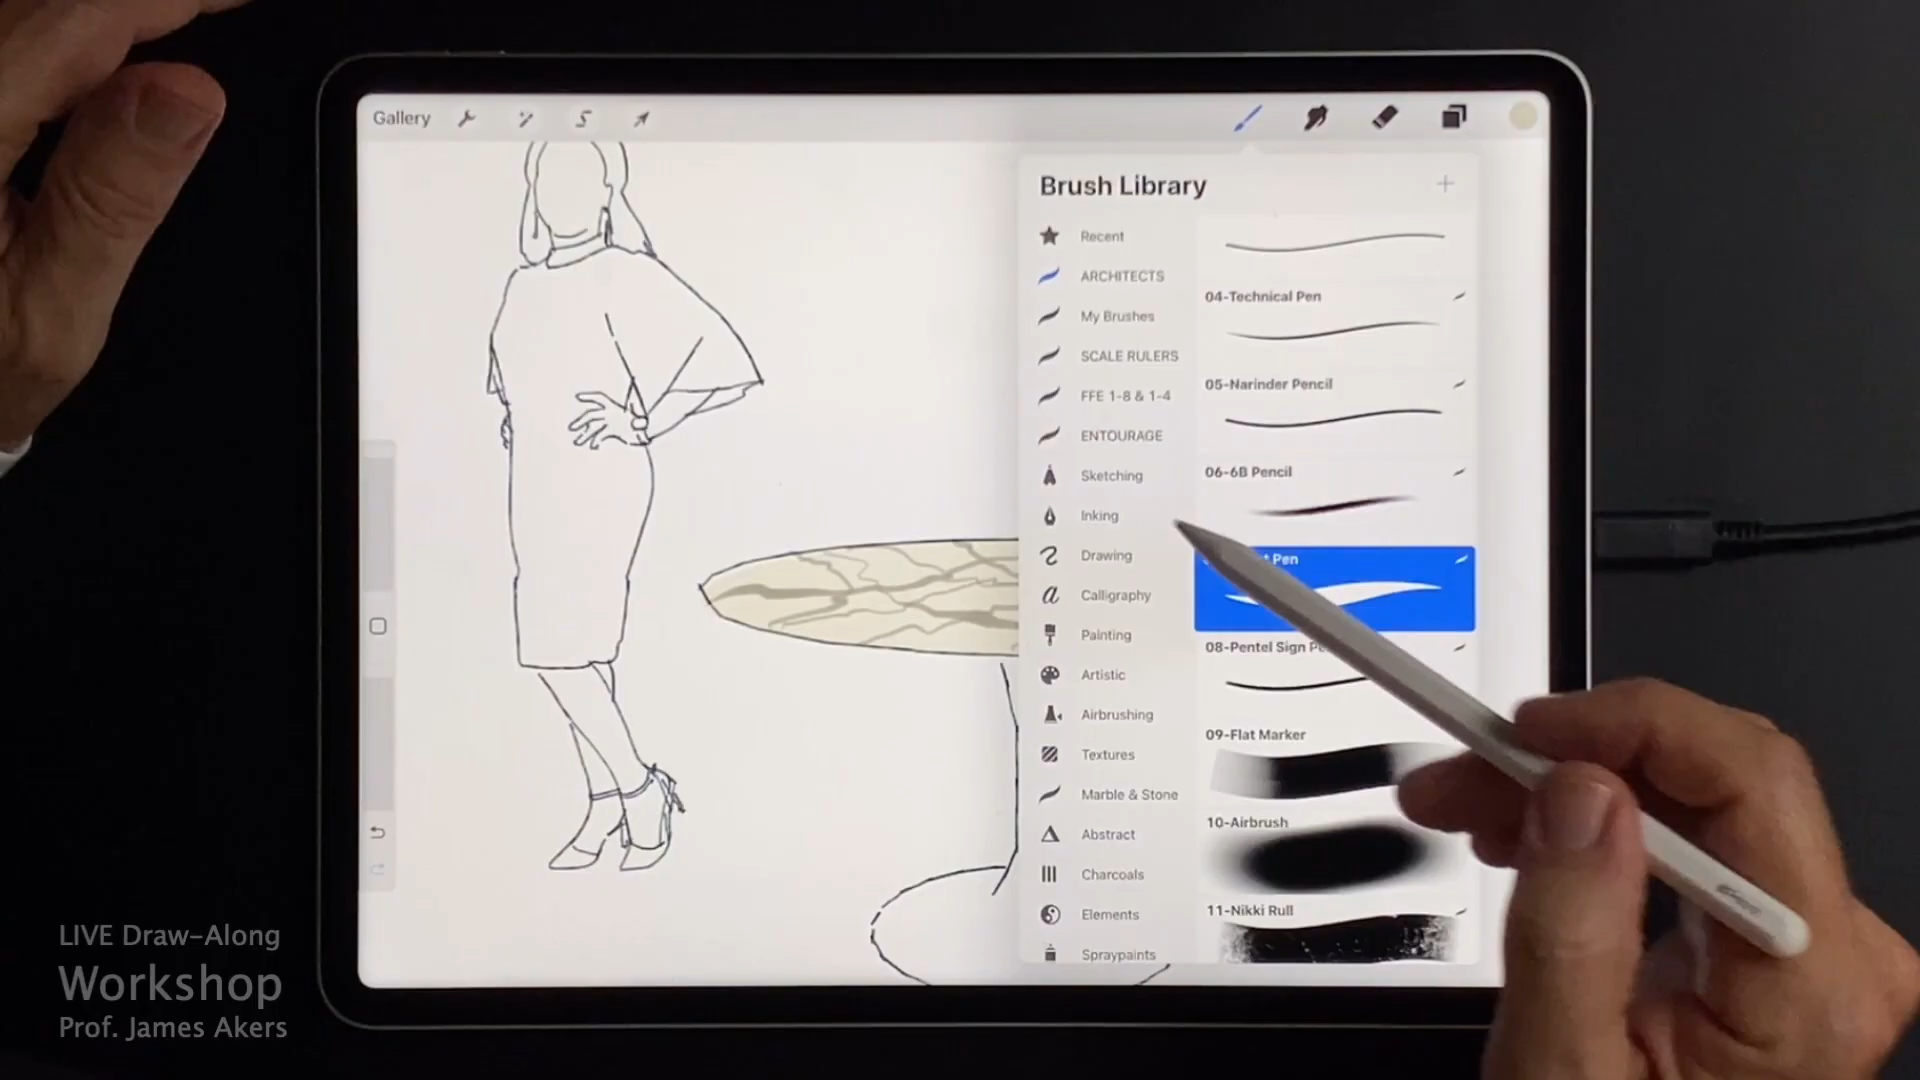 Gallery
Brush Library
Recent
ARCHITECTS
My Brushes
SCALE RULERS
FFE 1-8 & 1-4
ENTOURAGE
Sketching
Inking
Drawing
Calligraphy
Painting
Artistic
Airbrushing
Textures
Marble & Stone
Abstract
Charcoals
Elements
Spraypaints
04-Technical Pen
05-Narinder Pencil
06-6B Pencil
Pen
08-Pentel Sign
09-Flat Marker
10-Airbrush
11-Nikki Rull
LIVE Draw-Along
Workshop
Prof. James Akers